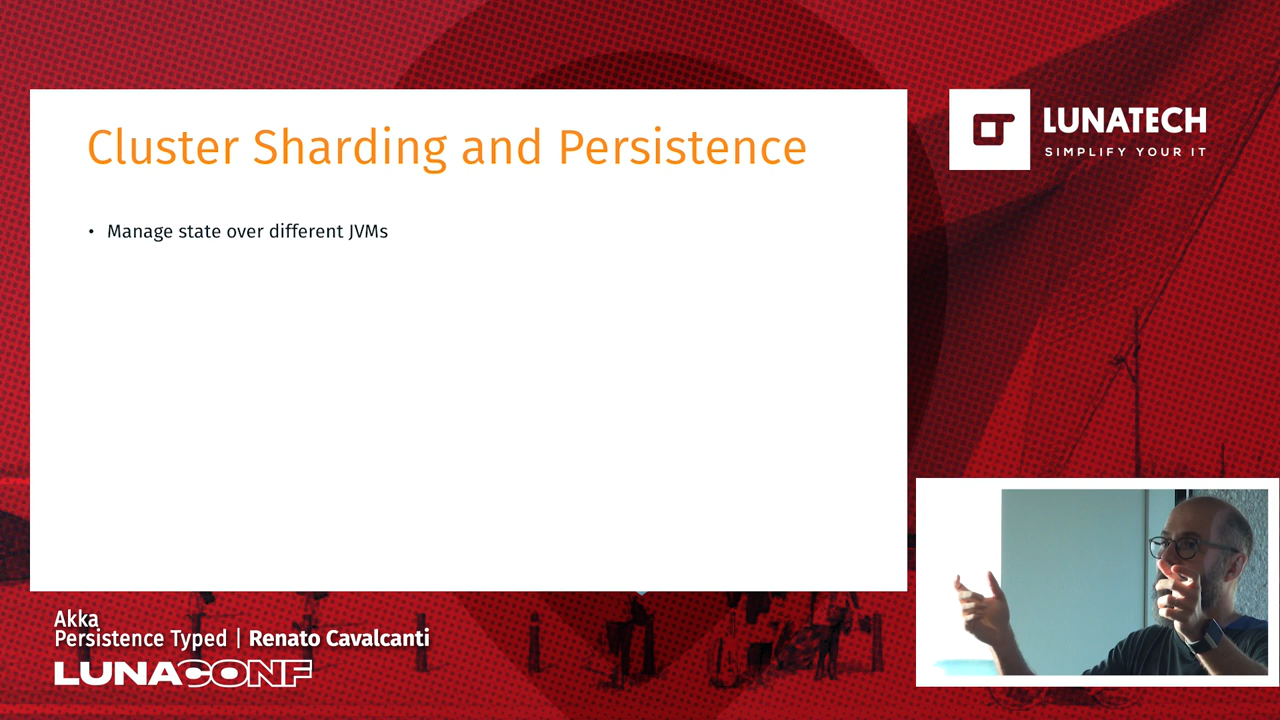 Cluster Sharding and Persistence
• Manage state over different JVMs
LUNATECH
SIMPLIFY YOUR IT
Akka
Persistence Typed | Renato Cavalcanti
LUNACONF